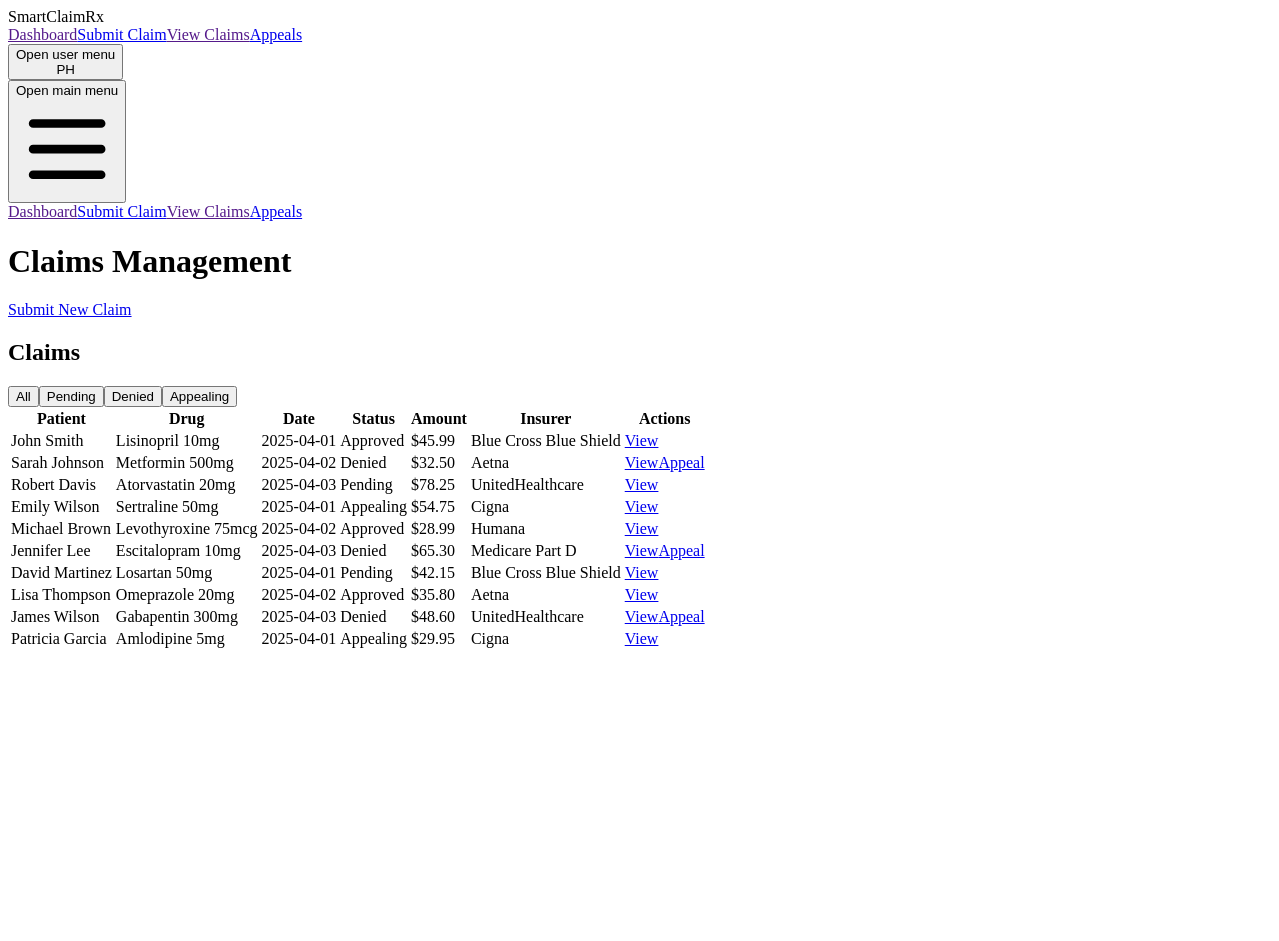 SmartClaimRx
DashboardSubmit ClaimView ClaimsAppeals
Open user menu
PH
Open main menu
DashboardSubmit ClaimView ClaimsAppeals
Claims Management
Submit New Claim
Claims
All Pending Denied Appealing
Patient Drug Date Status Amount Insurer Actions
John Smith Lisinopril 10mg 2025-04-01 Approved $45.99 Blue Cross Blue Shield View
Sarah Johnson Metformin 500mg 2025-04-02 Denied $32.50 Aetna ViewAppeal
Robert Davis Atorvastatin 20mg 2025-04-03 Pending $78.25 UnitedHealthcare View
Emily Wilson Sertraline 50mg 2025-04-01 Appealing $54.75 Cigna View
Michael Brown Levothyroxine 75mcg 2025-04-02 Approved $28.99 Humana View
Jennifer Lee Escitalopram 10mg 2025-04-03 Denied $65.30 Medicare Part D ViewAppeal
David Martinez Losartan 50mg 2025-04-01 Pending $42.15 Blue Cross Blue Shield View
Lisa Thompson Omeprazole 20mg 2025-04-02 Approved $35.80 Aetna View
James Wilson Gabapentin 300mg 2025-04-03 Denied $48.60 UnitedHealthcare ViewAppeal
Patricia Garcia Amlodipine 5mg 2025-04-01 Appealing $29.95 Cigna View